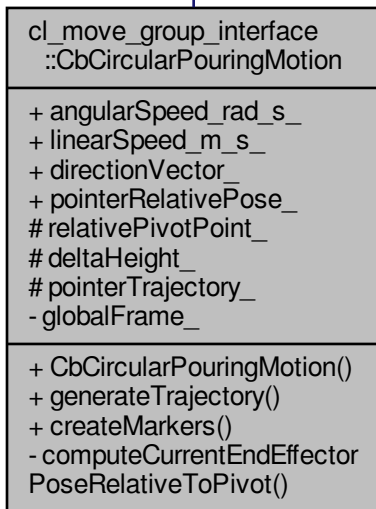 cl_move_group_interface
::CbCircularPouringMotion
+ angularSpeed_rad_s_
+ linearSpeed_m_s_
+ directionVector_
+ pointerRelativePose_
# relativePivotPoint_
# deltaHeight_
# pointerTrajectory_
- globalFrame_
+ CbCircularPouringMotion()
+ generateTrajectory()
+ createMarkers()
- computeCurrentEndEffector
PoseRelativeToPivot()